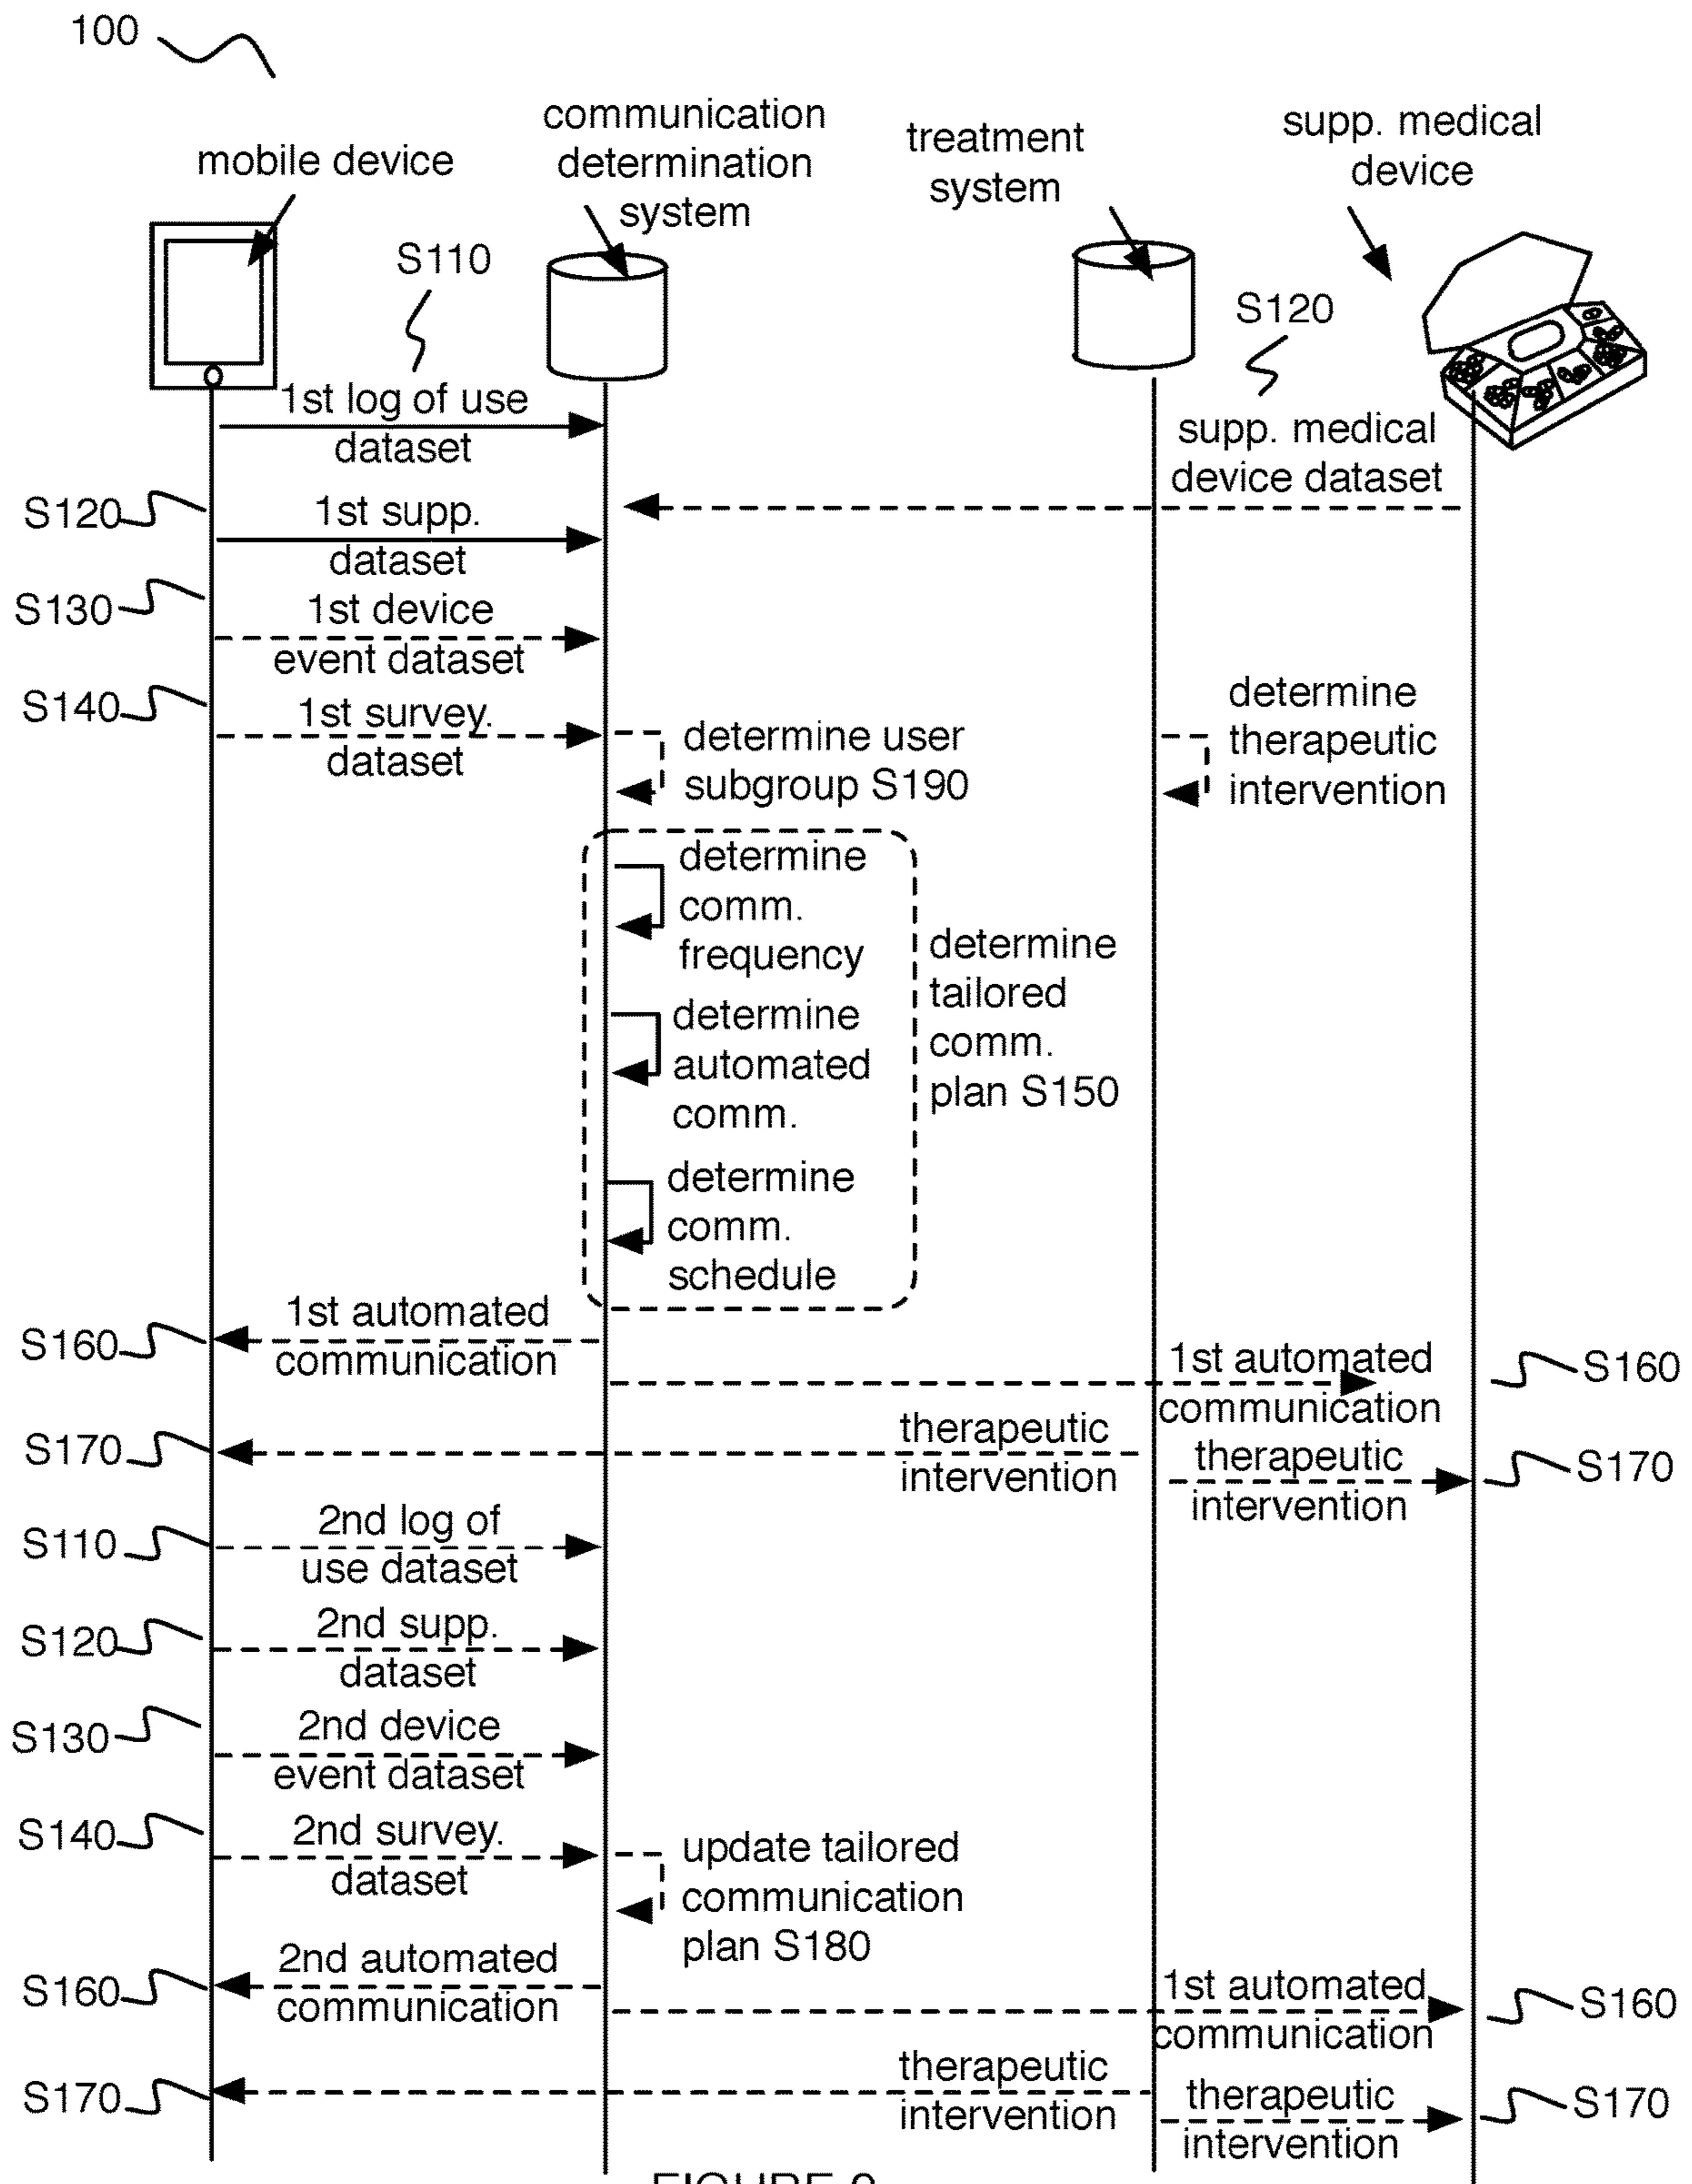 100
mobile device
communication
determination
system
treatment
system
supp. medical
device
S110
S120
1st log of use
dataset
supp. medical
device dataset
S120
1st supp.
dataset
S130
1st device
event dataset
S140
1st survey.
dataset
determine user
subgroup S190
determine
therapeutic
intervention
determine
comm.
frequency
determine
automated
comm.
determine
comm.
schedule
determine
tailored
comm.
plan S150
S160
1st automated
communication
1st automated
communication
S160
S170
therapeutic
intervention
therapeutic
intervention
S170
S110
2nd log of
use dataset
S120
2nd supp.
dataset
S130
2nd device
event dataset
S140
2nd survey.
dataset
update tailored
communication
plan S180
S160
2nd automated
communication
1st automated
communication
S160
S170
therapeutic
intervention
therapeutic
intervention
S170
FIGURE